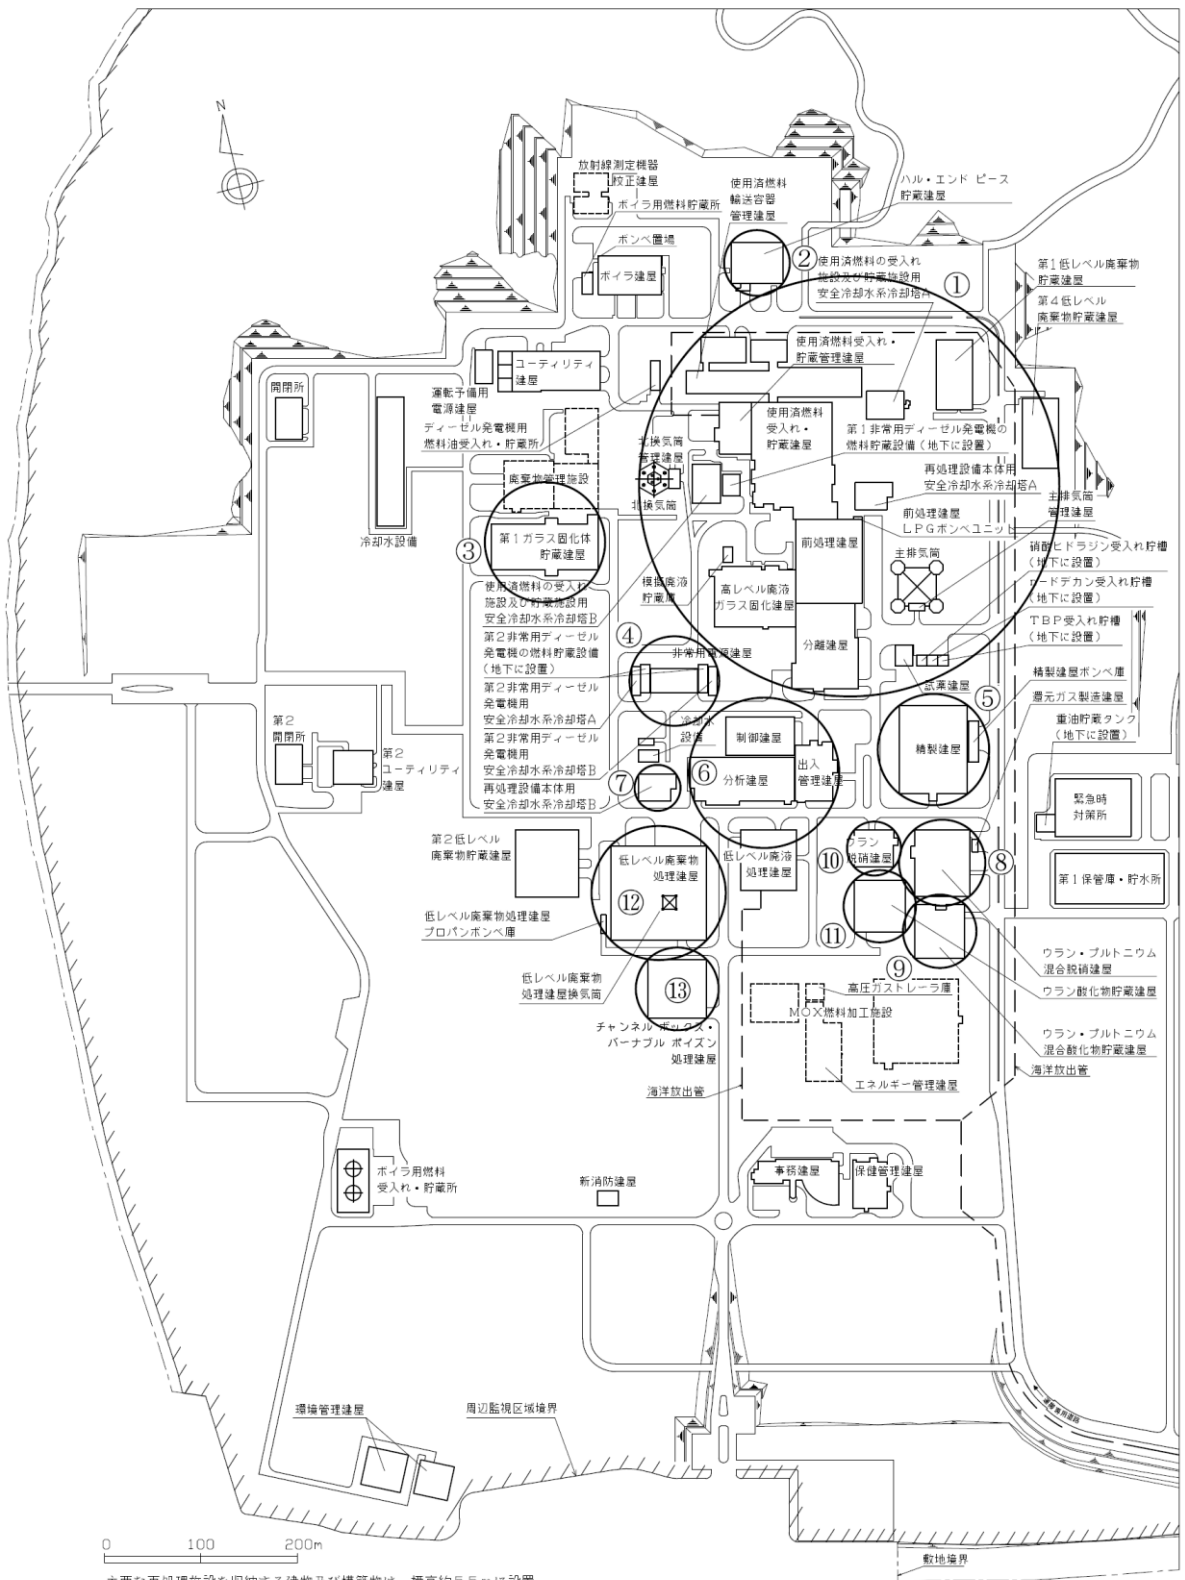 N
放射線測定機器
校正建屋
ボイラ用燃料貯蔵所
ボンベ置場
ボイラ建屋
使用済燃料
輸送容器
管理建屋
ハル・エンド ピース
貯蔵建屋
②
使用済燃料の受入れ
施設及び貯蔵施設用
安全冷却水系冷却塔A
①
第1低レベル廃棄物
貯蔵建屋
第4低レベル
廃棄物貯蔵建屋
開閉所
ユーティリティ
建屋
運転予備用
電源建屋
ディーゼル発電機用
燃料油受入れ・貯蔵所
使用済燃料受入れ・
貯蔵管理建屋
使用済燃料
受入れ・
貯蔵建屋
第1非常用ディーゼル発電機の
燃料貯蔵設備(地下に設置)
北換気筒
管理建屋
北換気筒
廃棄物管理施設
再処理設備本体用
安全冷却水系冷却塔A
主排気筒
管理建屋
前処理建屋
LPGボンベユニット
冷却水設備
③
第1ガラス固化体
貯蔵建屋
前処理建屋
主排気筒
硝酸ヒドラジン受入れ貯槽
(地下に設置)
n-ドデカン受入れ貯槽
(地下に設置)
TBP受入れ貯槽
(地下に設置)
模擬廃液
貯蔵庫
高レベル廃液
ガラス固化建屋
使用済燃料の受入れ
施設及び貯蔵施設用
安全冷却水系冷却塔B
④
第2非常用ディーゼル
発電機の燃料貯蔵設備
(地下に設置)
非常用電源建屋
分離建屋
試薬建屋
精製建屋ボンベ庫
還元ガス製造建屋
重油貯蔵タンク
(地下に設置)
⑤
第2非常用ディーゼル
発電機用
安全冷却水系冷却塔A
第2非常用ディーゼル
発電機用
安全冷却水系冷却塔B
再処理設備本体用
安全冷却水系冷却塔B
第2
開閉所
第2
ユーティリティ
建屋
冷却水
設備
制御建屋
⑥
分析建屋
出入
管理建屋
精製建屋
⑦
緊急時
対策所
第2低レベル
廃棄物貯蔵建屋
低レベル廃棄物
処理建屋
低レベル廃液
処理建屋
⑩
ウラン
脱硝建屋
⑧
第1保管庫・貯水所
⑫
低レベル廃棄物処理建屋
プロパンボンベ庫
⑪
⑨
ウラン・プルトニウム
混合脱硝建屋
ウラン酸化物貯蔵建屋
低レベル廃棄物
処理建屋換気筒
⑬
高圧ガストレーラ庫
MOX燃料加工施設
チャンネル ボックス・
バーナブル ポイズン
処理建屋
ウラン・プルトニウム
混合酸化物貯蔵建屋
海洋放出管
エネルギー管理建屋
海洋放出管
ボイラ用燃料
受入れ・貯蔵所
新消防建屋
事務建屋
保健管理建屋
環境管理建屋
周辺監視区域境界
0 100 200m
敷地境界